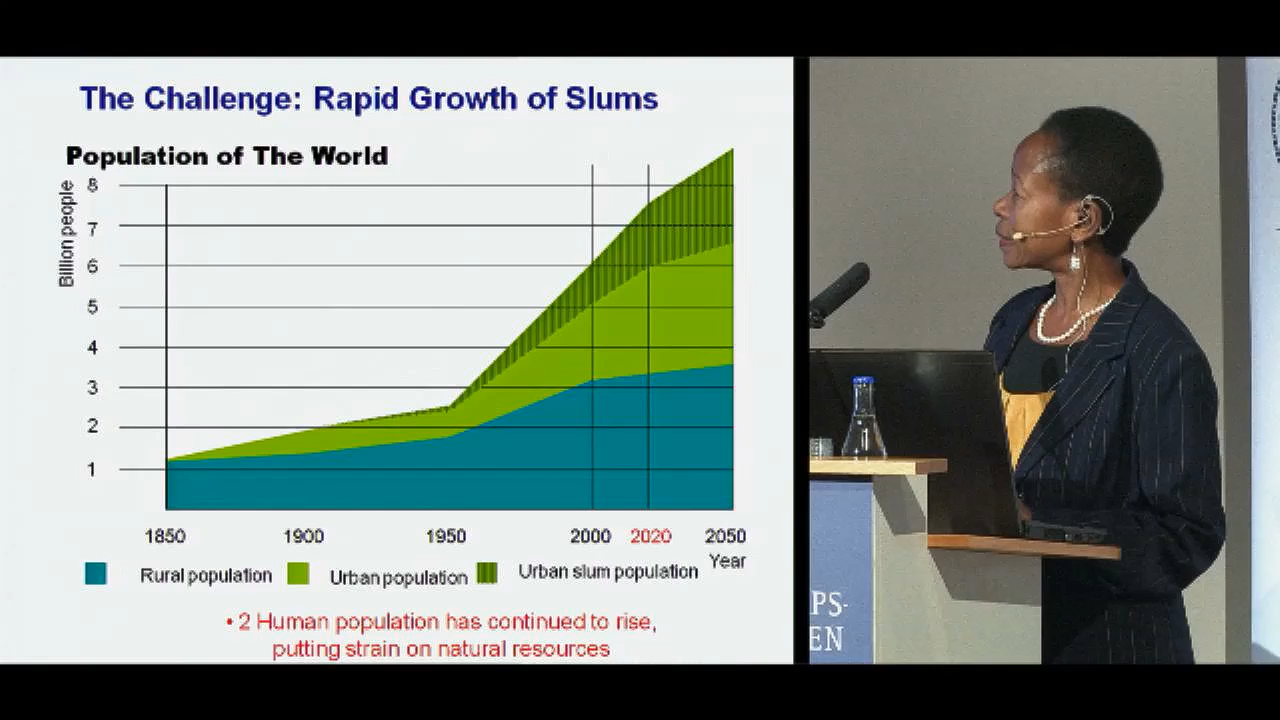 The Challenge: Rapid Growth of Slums
Population of The World
Billion people
8
7
6
5
4
3
2
1
1850 1900 1950 2000 2020 2050
Year
Rural population Urban population Urban slum population
• 2 Human population has continued to rise,
putting strain on natural resources
PS-
EN